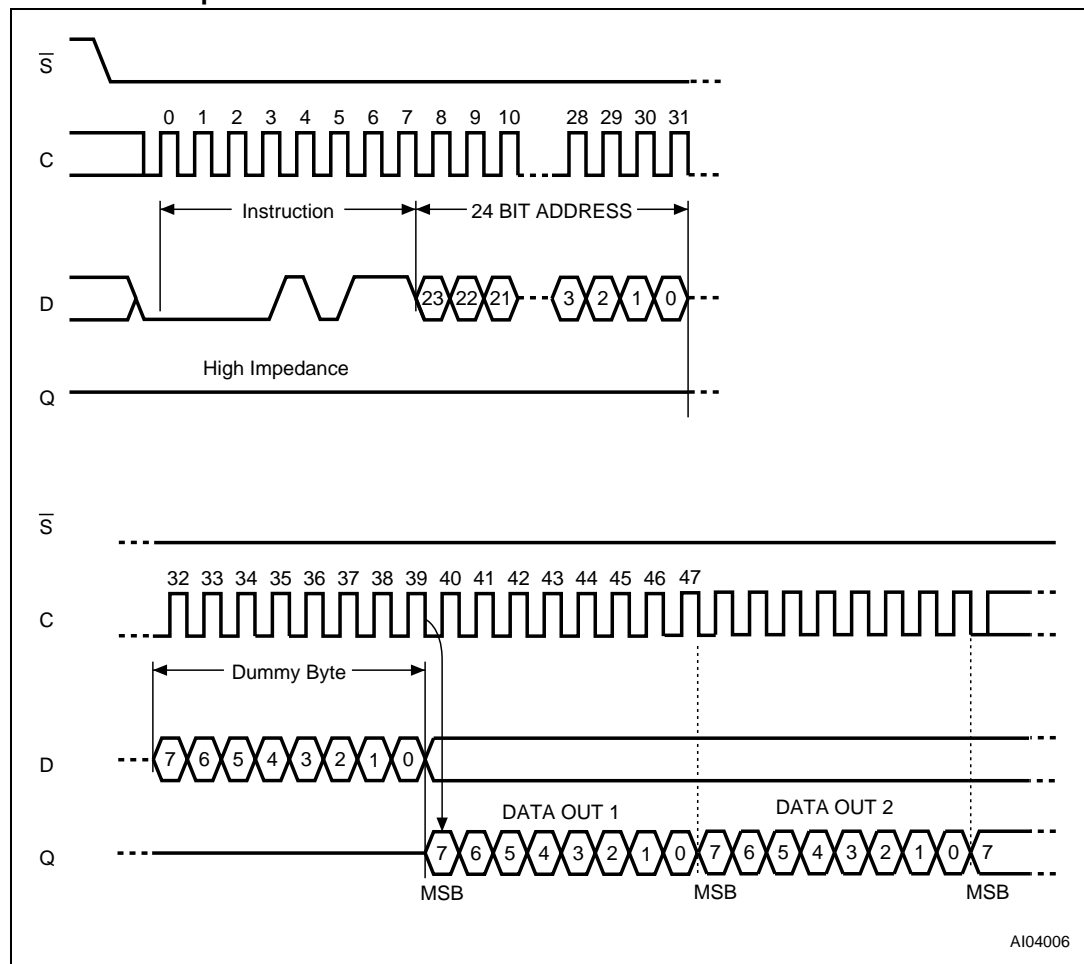 S̅
0 1 2 3 4 5 6 7 8 9 10 28 29 30 31
C
Instruction 24 BIT ADDRESS
D 23 22 21 3 2 1 0
High Impedance
Q
S̅
32 33 34 35 36 37 38 39 40 41 42 43 44 45 46 47
C
Dummy Byte
D 7 6 5 4 3 2 1 0
DATA OUT 1 DATA OUT 2
Q 7 6 5 4 3 2 1 0 7 6 5 4 3 2 1 0 7
MSB MSB MSB
AI04006